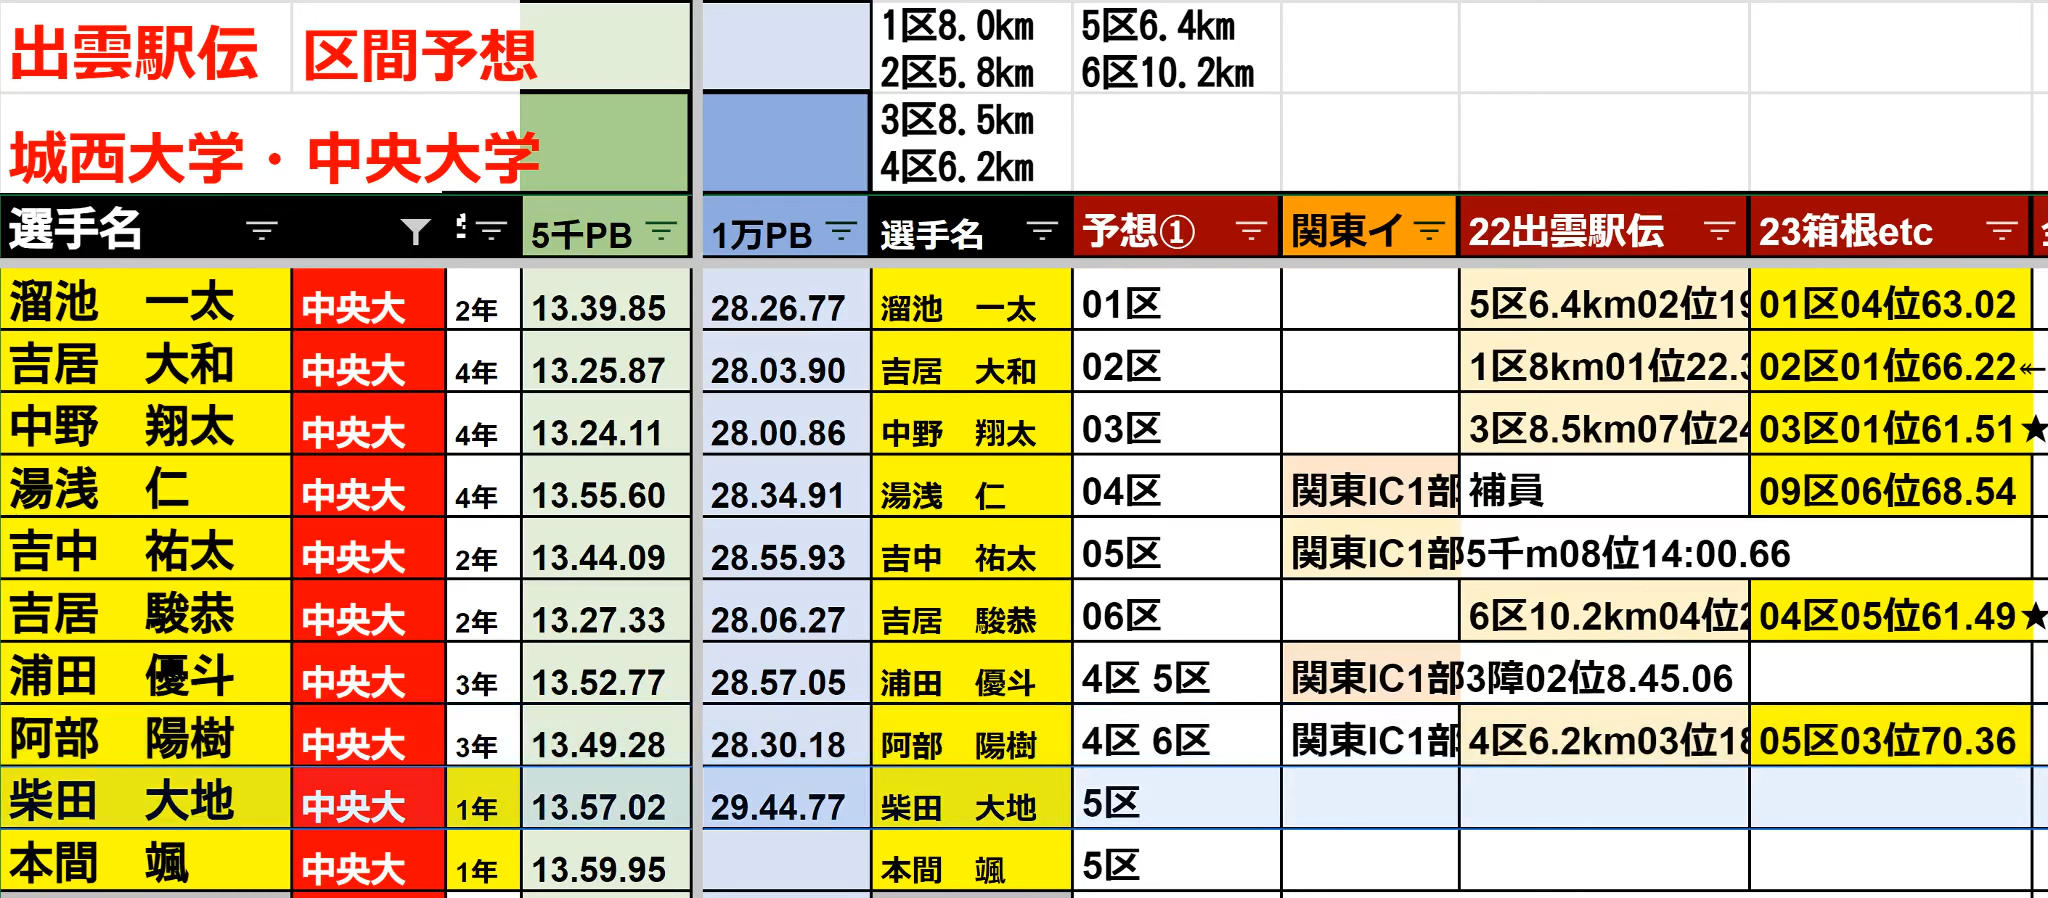 出雲駅伝 区間予想 1区8.0km 5区6.4km
2区5.8km 6区10.2km
城西大学・中央大学 3区8.5km
4区6.2km
選手名 5千PB 1万PB 選手名 予想① 関東イ 22出雲駅伝 23箱根etc
溜池 一太 中央大 2年 13.39.85 28.26.77 溜池 一太 01区 5区6.4km02位19 01区04位63.02
吉居 大和 中央大 4年 13.25.87 28.03.90 吉居 大和 02区 1区8km01位22.3 02区01位66.22←
中野 翔太 中央大 4年 13.24.11 28.00.86 中野 翔太 03区 3区8.5km07位24 03区01位61.51★
湯浅 仁 中央大 4年 13.55.60 28.34.91 湯浅 仁 04区 関東IC1部 補員 09区06位68.54
吉中 祐太 中央大 2年 13.44.09 28.55.93 吉中 祐太 05区 関東IC1部5千m08位14:00.66
吉居 駿恭 中央大 2年 13.27.33 28.06.27 吉居 駿恭 06区 6区10.2km04位2 04区05位61.49★
浦田 優斗 中央大 3年 13.52.77 28.57.05 浦田 優斗 4区 5区 関東IC1部3障02位8.45.06
阿部 陽樹 中央大 3年 13.49.28 28.30.18 阿部 陽樹 4区 6区 関東IC1部 4区6.2km03位18 05区03位70.36
柴田 大地 中央大 1年 13.57.02 29.44.77 柴田 大地 5区
本間 颯 中央大 1年 13.59.95 本間 颯 5区